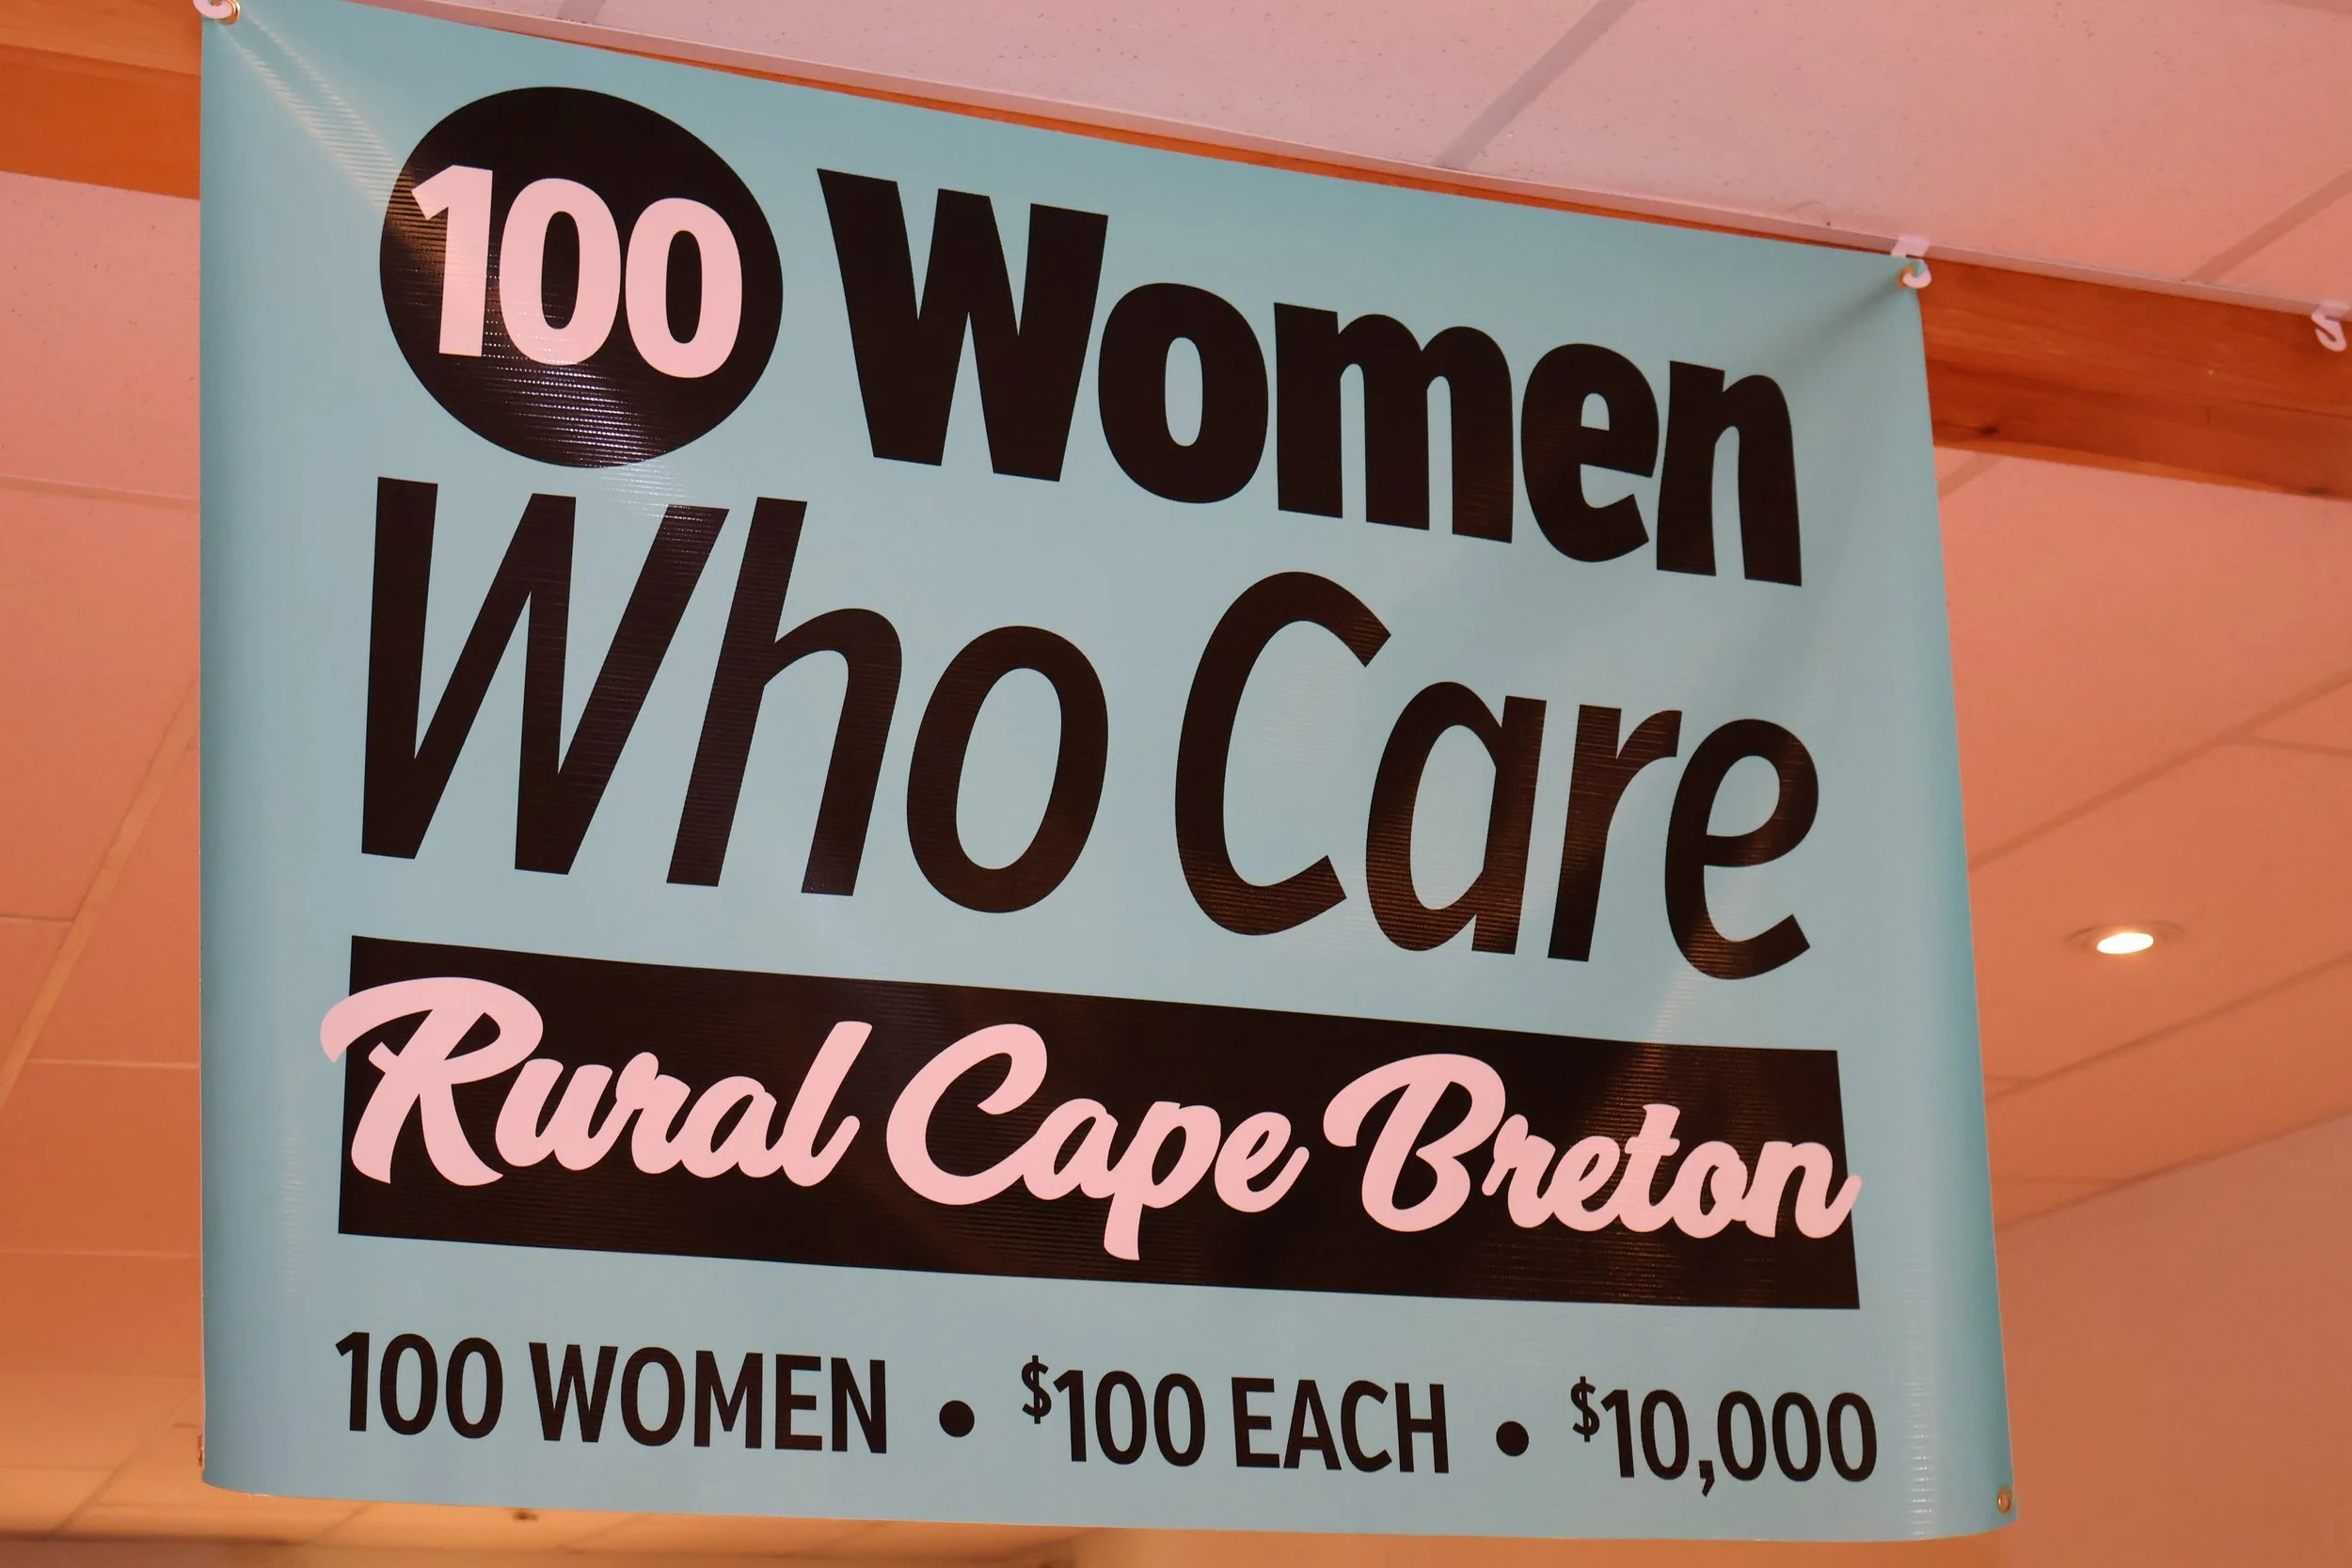 100 Women
Who Care
Rural Cape Breton
100 WOMEN • $100 EACH • $10,000